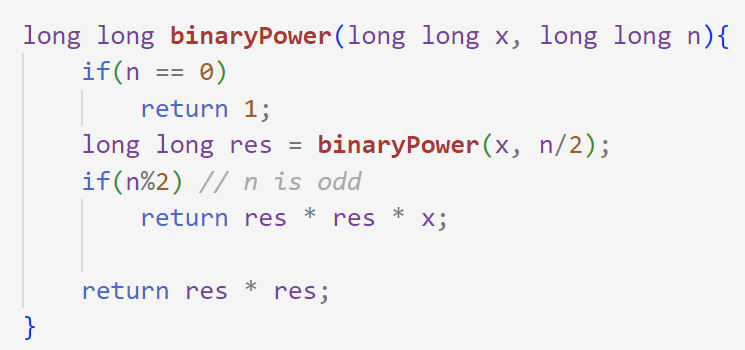 long long binaryPower(long long x, long long n){
    if(n == 0)
        return 1;
    long long res = binaryPower(x, n/2);
    if(n%2) // n is odd
        return res * res * x;

    return res * res;
}